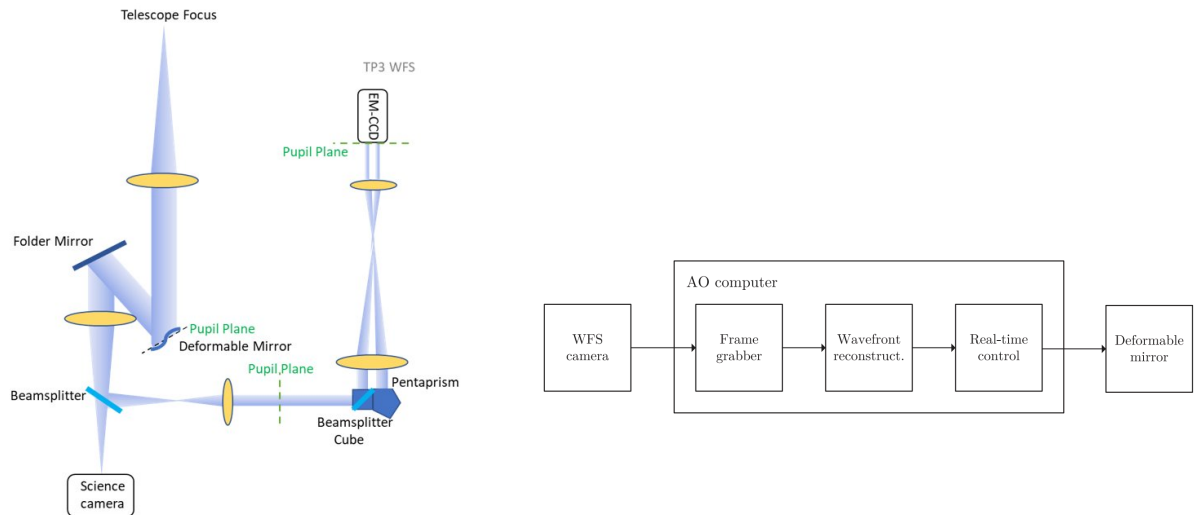 Telescope Focus
TP3 WFS
EM-CCD
Pupil Plane
Folder Mirror
Pupil Plane
Deformable Mirror
Pupil Plane
Pentaprism
Beamsplitter
Beamsplitter
Cube
Science
camera
AO computer
WFS
camera
Frame
grabber
Wavefront
reconstruct.
Real-time
control
Deformable
mirror